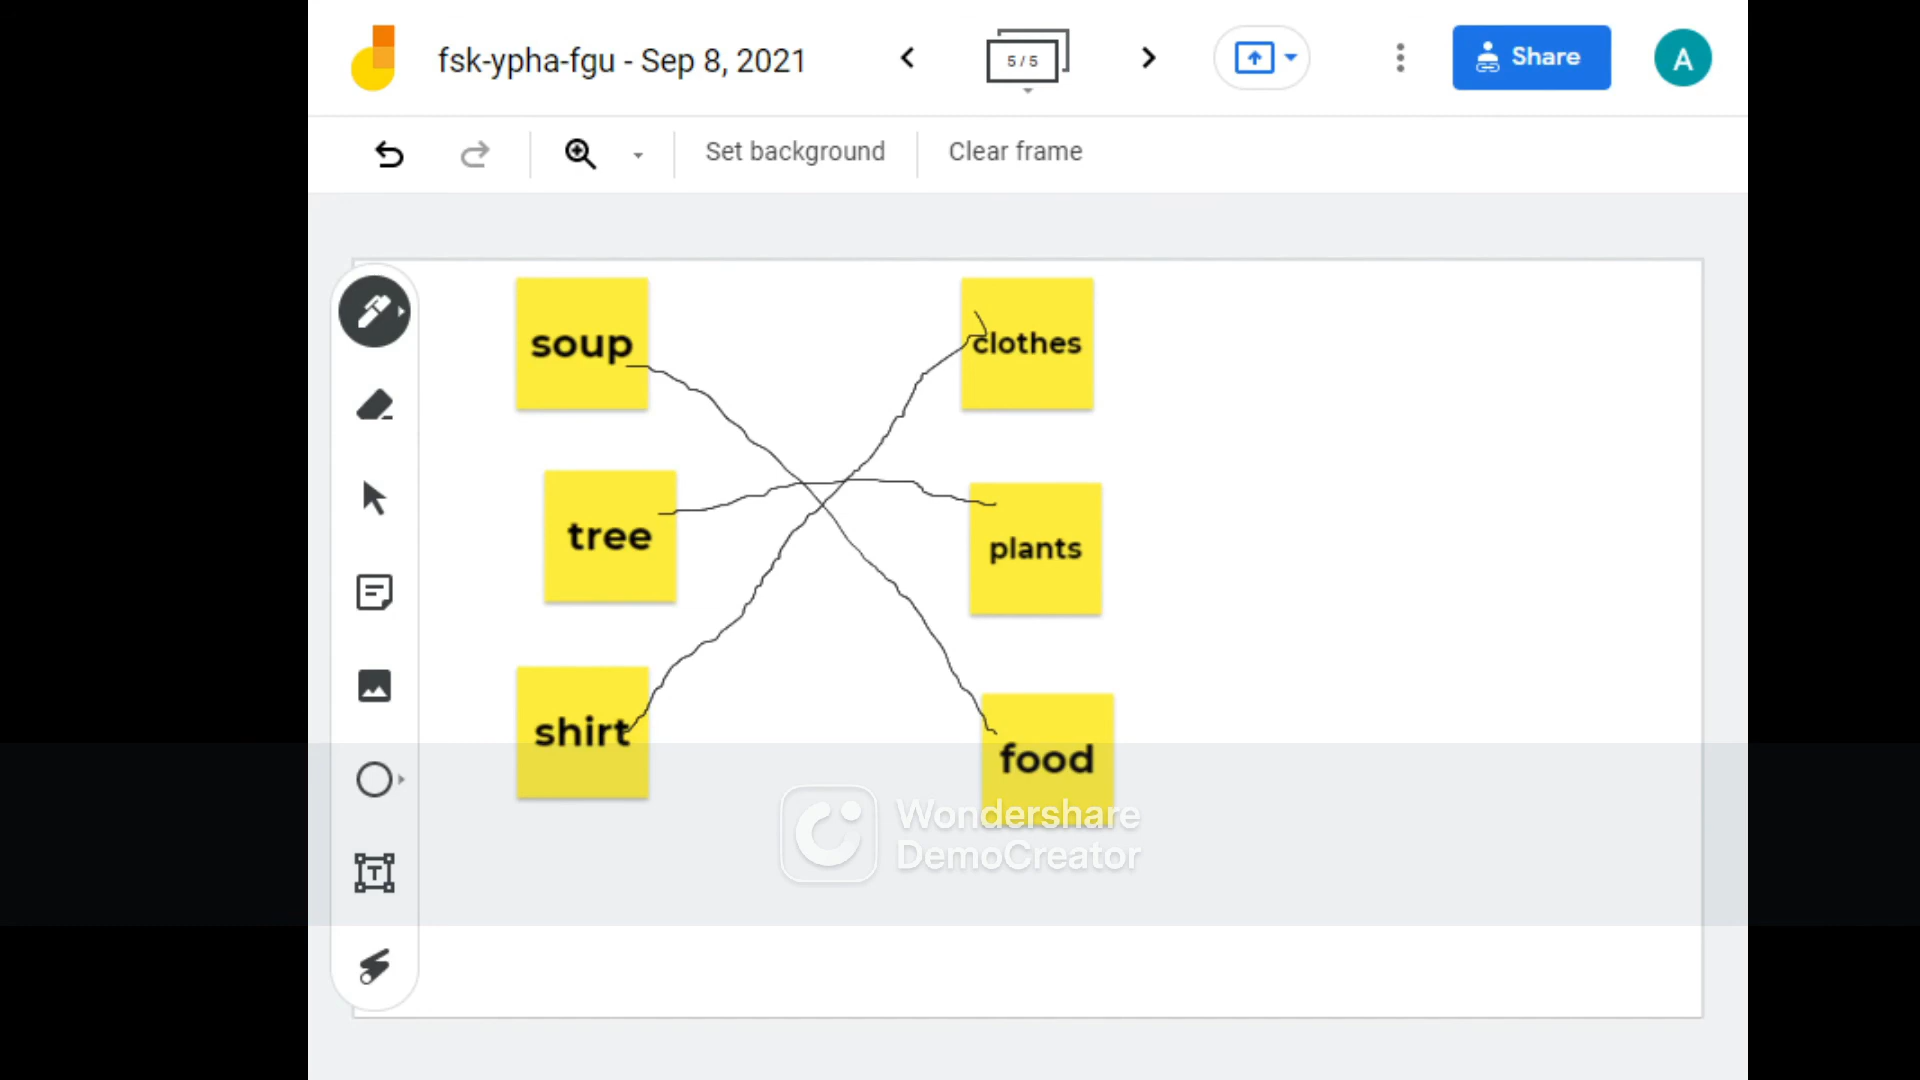 fsk-ypha-fgu - Sep 8, 2021
5 / 5
Share
A
Set background
Clear frame
soup
clothes
tree
plants
shirt
food
Wondershare
DemoCreator